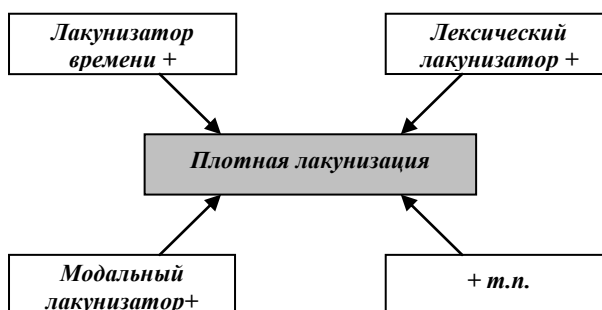 Лакунизатор
времени +
Лексический
лакунизатор +
Плотная лакунизация
Модальный
лакунизатор+
+ т.п.